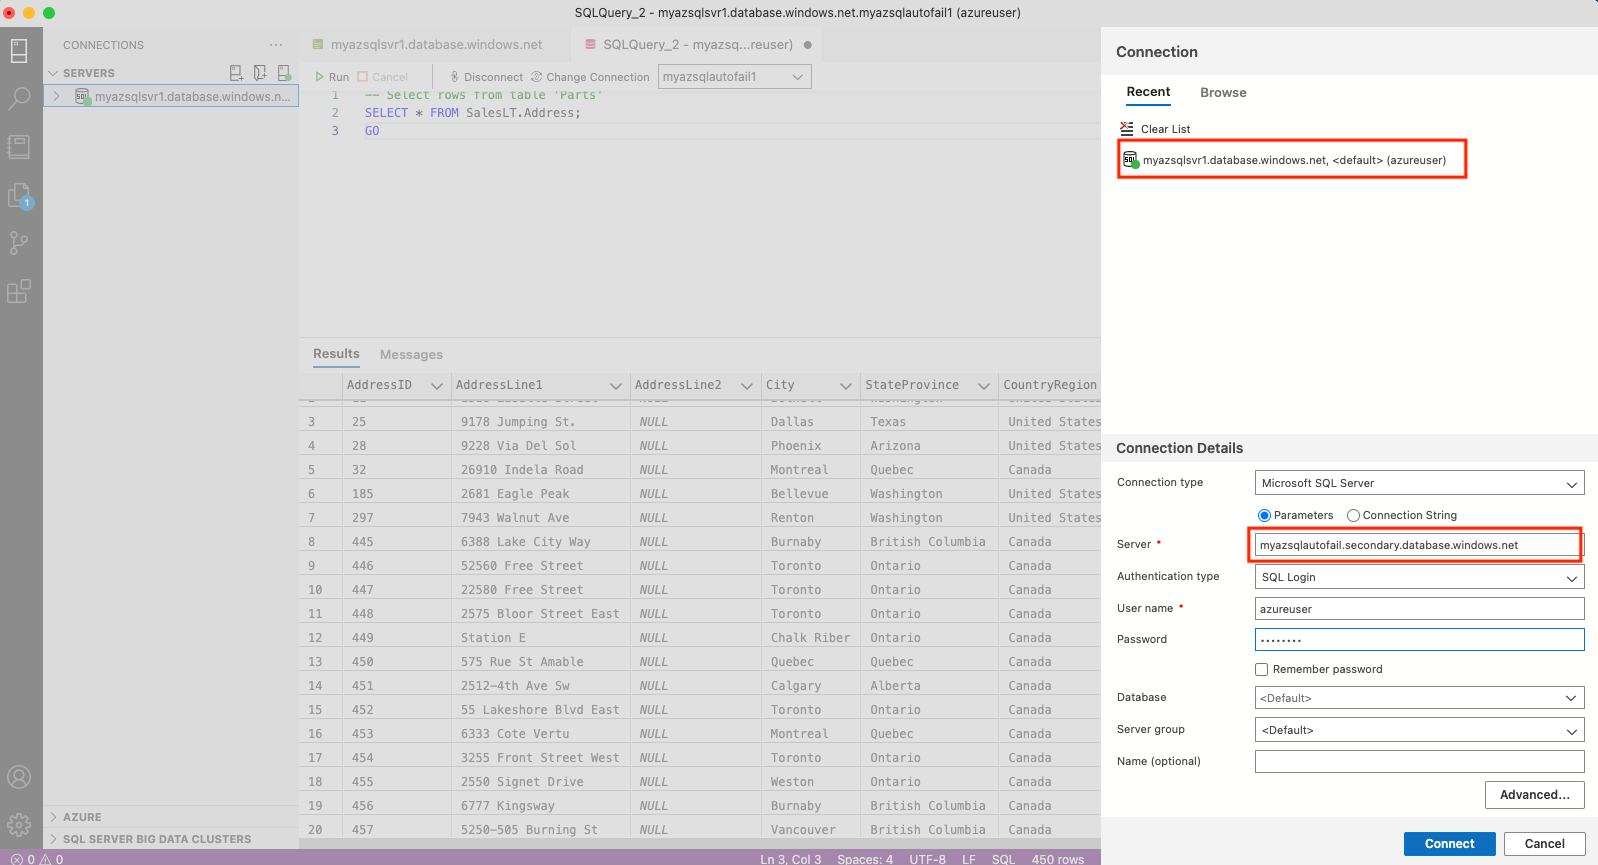 SQLQuery_2 - myazsqlsvr1.database.windows.net.myazsqlautofail1 (azureuser)
CONNECTIONS
SERVERS
myazsqlsvr1.database.windows.n...
1
AZURE
SQL SERVER BIG DATA CLUSTERS
myazsqlsvr1.database.windows.net
SQLQuery_2 - myazsq...reuser)
Run Cancel Disconnect Change Connection myazsqlautofail1
1 -- Select rows from table 'Parts'
2 SELECT * FROM SalesLT.Address;
3 GO
Results Messages
AddressID AddressLine1 AddressLine2 City StateProvince CountryRegion
3 25 9178 Jumping St. NULL Dallas Texas United States
4 28 9228 Via Del Sol NULL Phoenix Arizona United States
5 32 26910 Indela Road NULL Montreal Quebec Canada
6 185 2681 Eagle Peak NULL Bellevue Washington United States
7 297 7943 Walnut Ave NULL Renton Washington United States
8 445 6388 Lake City Way NULL Burnaby British Columbia Canada
9 446 52560 Free Street NULL Toronto Ontario Canada
10 447 22580 Free Street NULL Toronto Ontario Canada
11 448 2575 Bloor Street East NULL Toronto Ontario Canada
12 449 Station E NULL Chalk Riber Ontario Canada
13 450 575 Rue St Amable NULL Quebec Quebec Canada
14 451 2512-4th Ave Sw NULL Calgary Alberta Canada
15 452 55 Lakeshore Blvd East NULL Toronto Ontario Canada
16 453 6333 Cote Vertu NULL Montreal Quebec Canada
17 454 3255 Front Street West NULL Toronto Ontario Canada
18 455 2550 Signet Drive NULL Weston Ontario Canada
19 456 6777 Kingsway NULL Burnaby British Columbia Canada
20 457 5250-505 Burning St NULL Vancouver British Columbia Canada
0 0 Ln 3, Col 3 Spaces: 4 UTF-8 LF SQL 450 rows
Connection
Recent Browse
Clear List
myazsqlsvr1.database.windows.net, <default> (azureuser)
Connection Details
Connection type Microsoft SQL Server
Parameters Connection String
Server * myazsqlautofail.secondary.database.windows.net
Authentication type SQL Login
User name * azureuser
Password ••••••••
Remember password
Database <Default>
Server group <Default>
Name (optional)
Advanced...
Connect Cancel